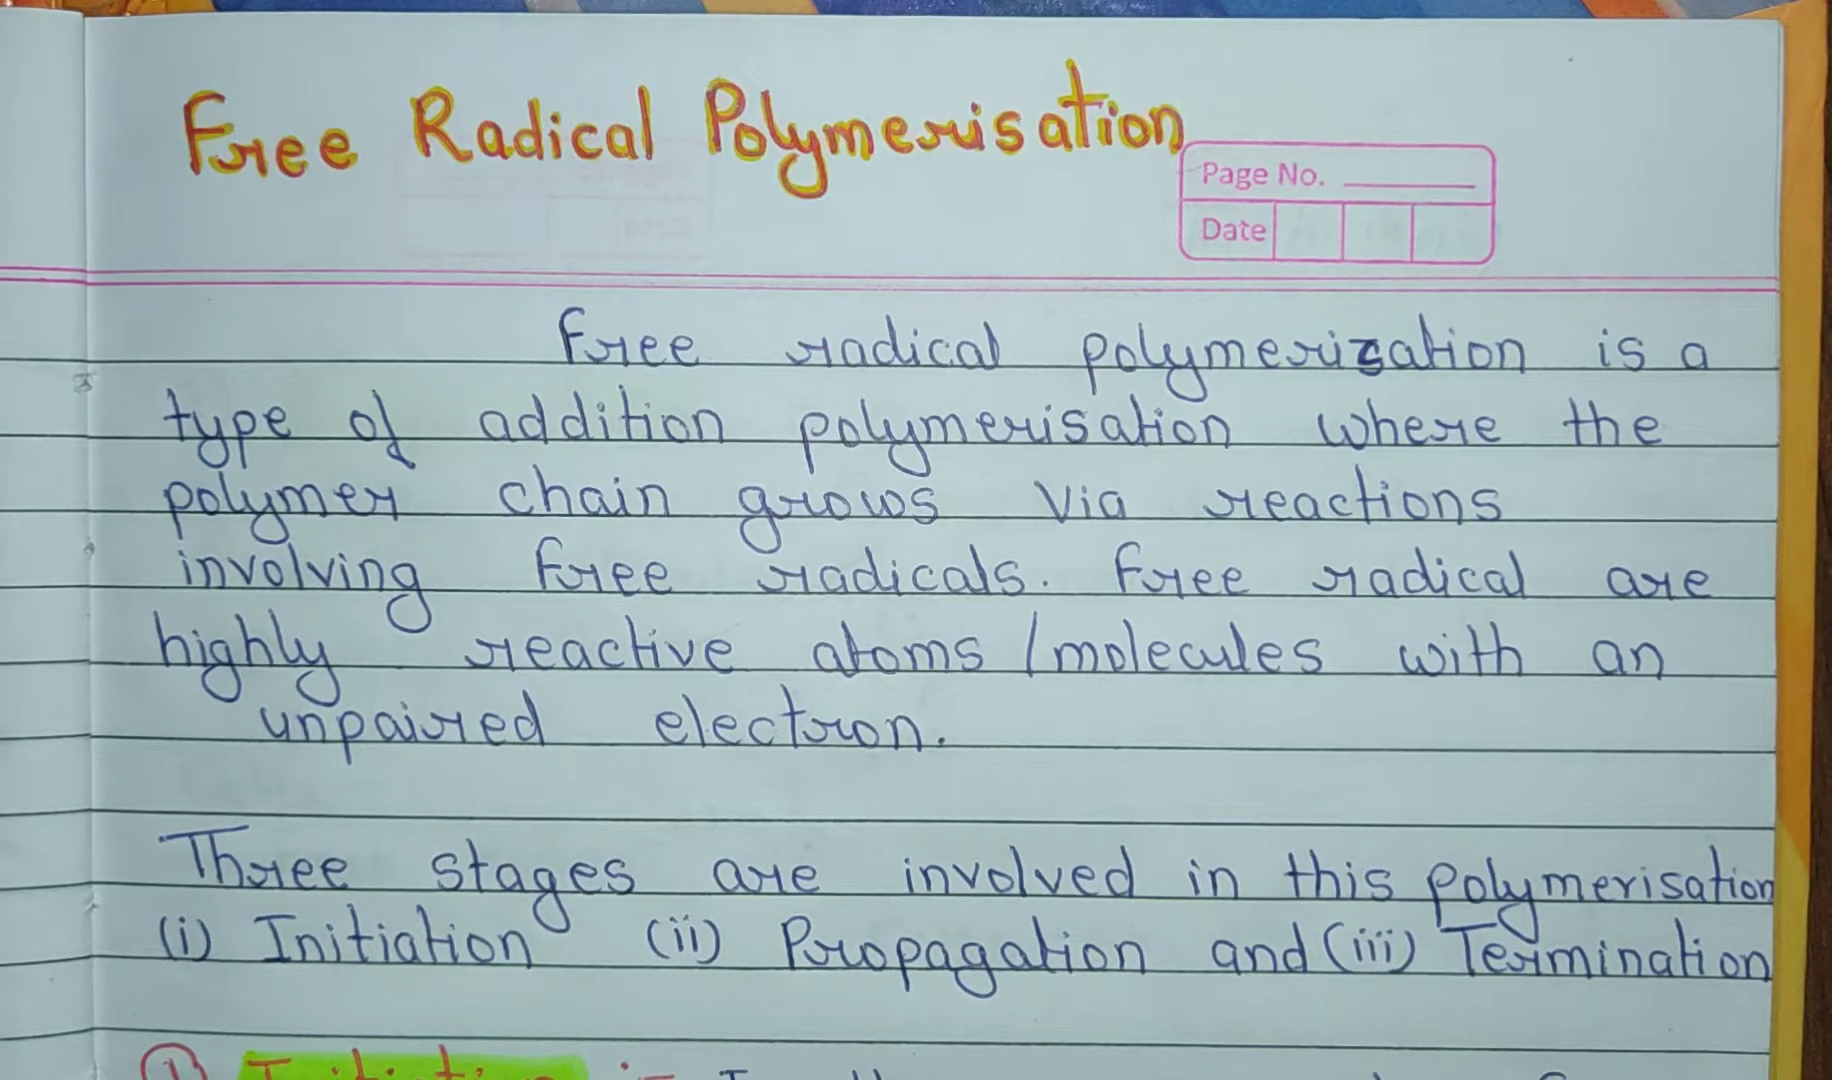 Free Radical Polymerisation
Page No.
Date
Free radical polymerisation is a
type of addition polymerisation where the
polymer chain grows via reactions
involving free radicals. Free radical are
highly reactive atoms / molecules with an
unpaired electron.
Three stages are involved in this polymerisation
(i) Initiation (ii) Propagation and (iii) Termination